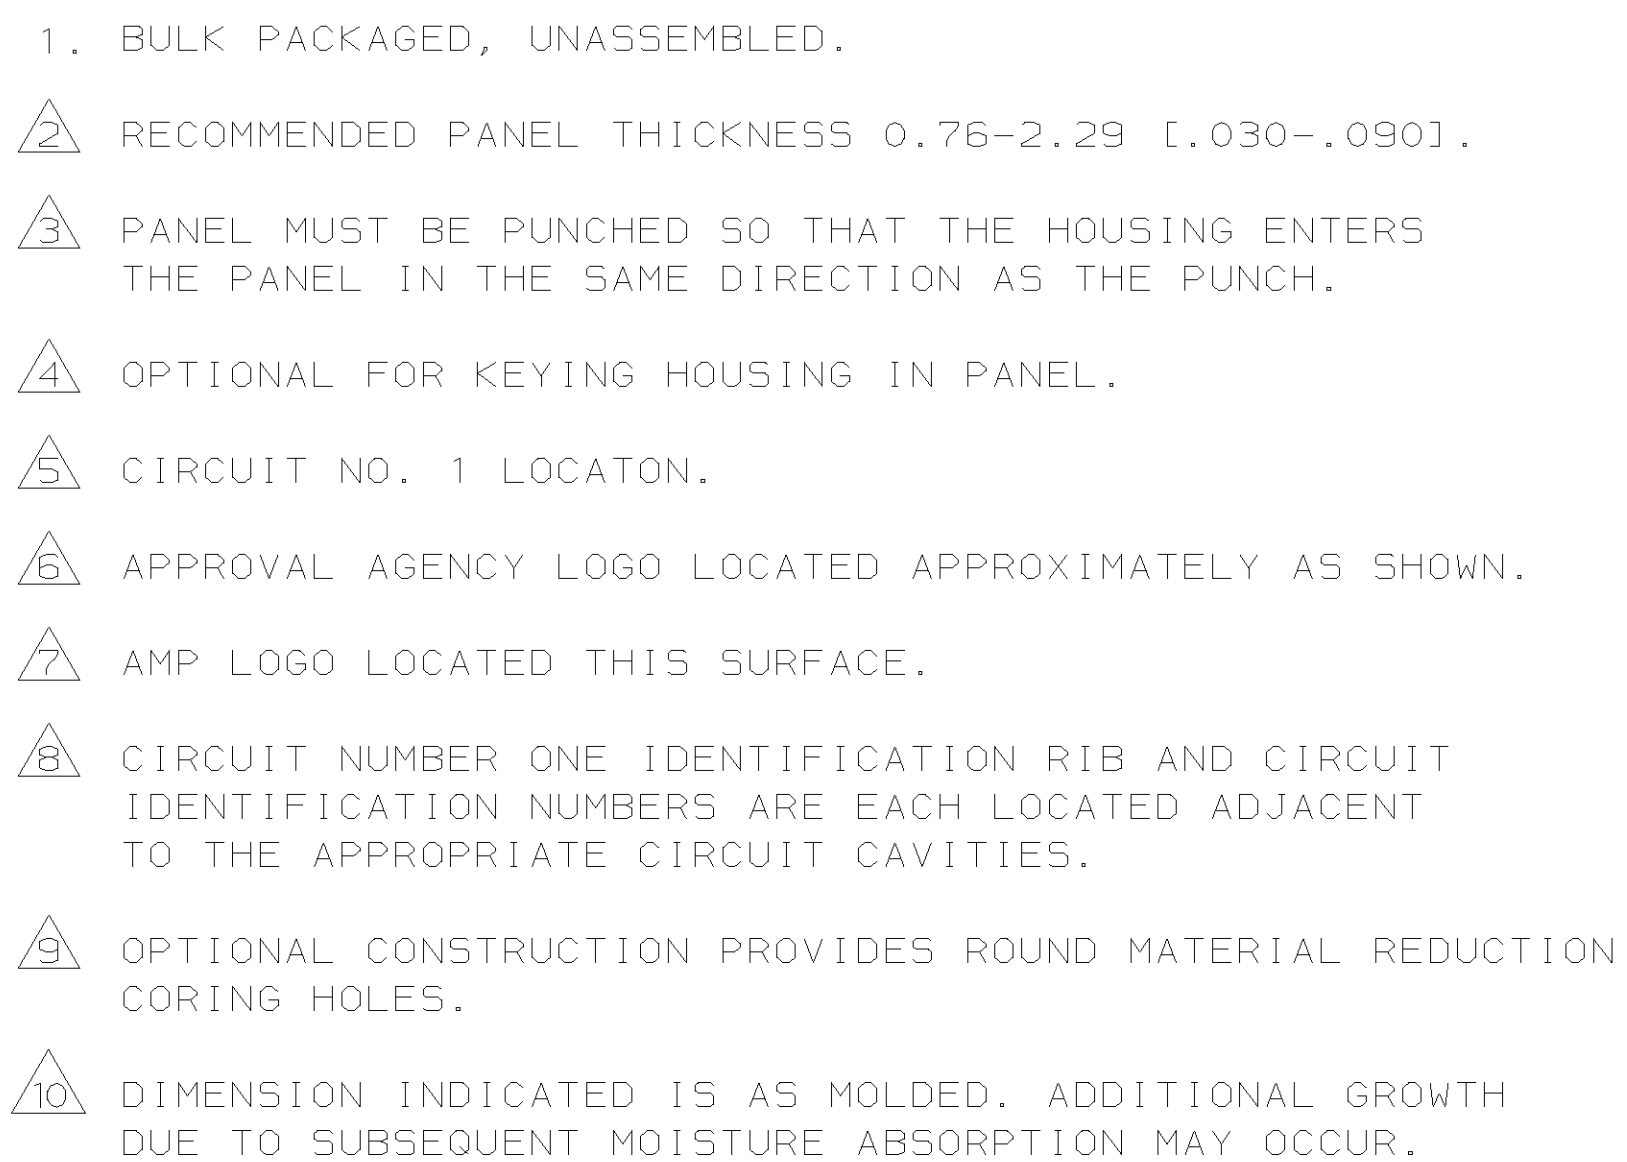 1. BULK PACKAGED, UNASSEMBLED.
2 RECOMMENDED PANEL THICKNESS 0.76-2.29 [.030-.090].
3 PANEL MUST BE PUNCHED SO THAT THE HOUSING ENTERS
THE PANEL IN THE SAME DIRECTION AS THE PUNCH.
4 OPTIONAL FOR KEYING HOUSING IN PANEL.
5 CIRCUIT NO. 1 LOCATON.
6 APPROVAL AGENCY LOGO LOCATED APPROXIMATELY AS SHOWN.
7 AMP LOGO LOCATED THIS SURFACE.
8 CIRCUIT NUMBER ONE IDENTIFICATION RIB AND CIRCUIT
IDENTIFICATION NUMBERS ARE EACH LOCATED ADJACENT
TO THE APPROPRIATE CIRCUIT CAVITIES.
9 OPTIONAL CONSTRUCTION PROVIDES ROUND MATERIAL REDUCTION
CORING HOLES.
10 DIMENSION INDICATED IS AS MOLDED. ADDITIONAL GROWTH
DUE TO SUBSEQUENT MOISTURE ABSORPTION MAY OCCUR.